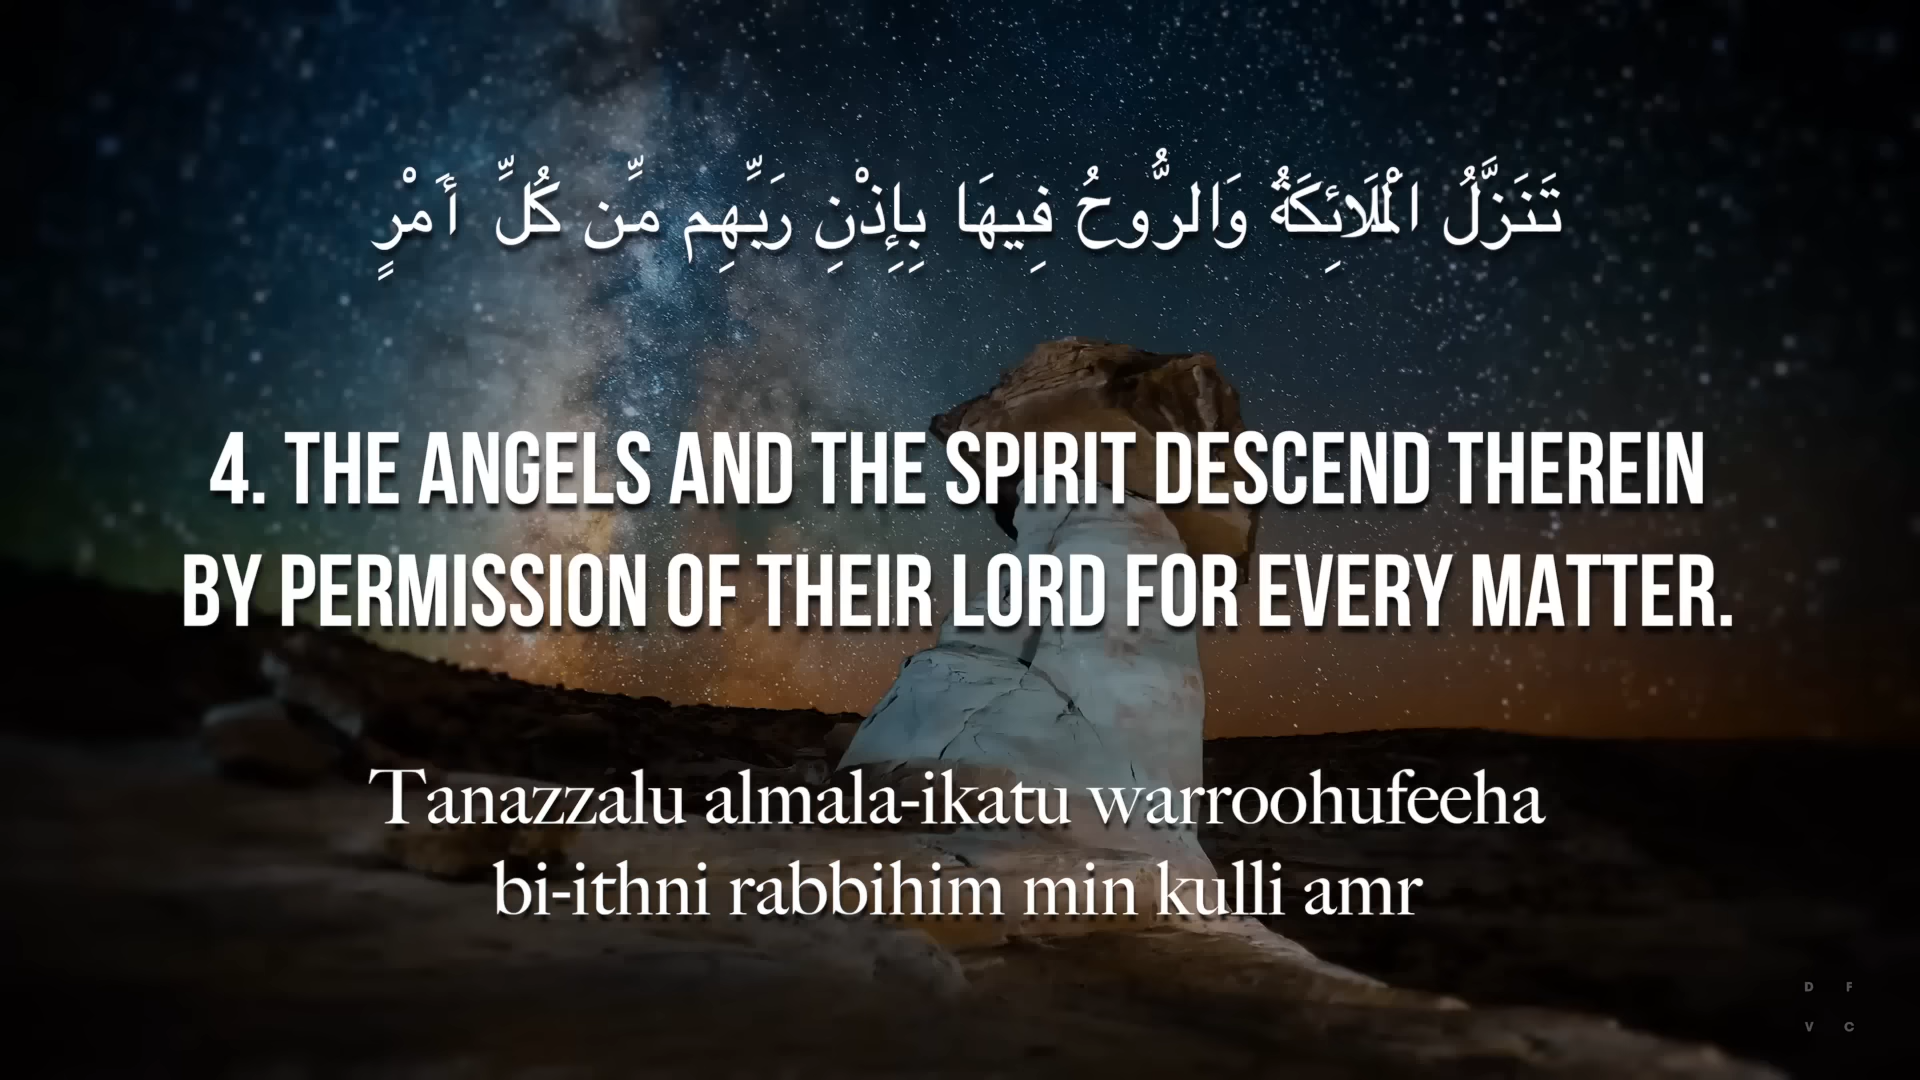 تَنَزَّلُ الْمَلَائِكَةُ وَالرُّوحُ فِيهَا بِإِذْنِ رَبِّهِم مِّن كُلِّ أَمْرٍ
4. THE ANGELS AND THE SPIRIT DESCEND THEREIN
BY PERMISSION OF THEIR LORD FOR EVERY MATTER.
Tanazzalu almala-ikatu warroohufeeha
bi-ithni rabbihim min kulli amr
D F
V C